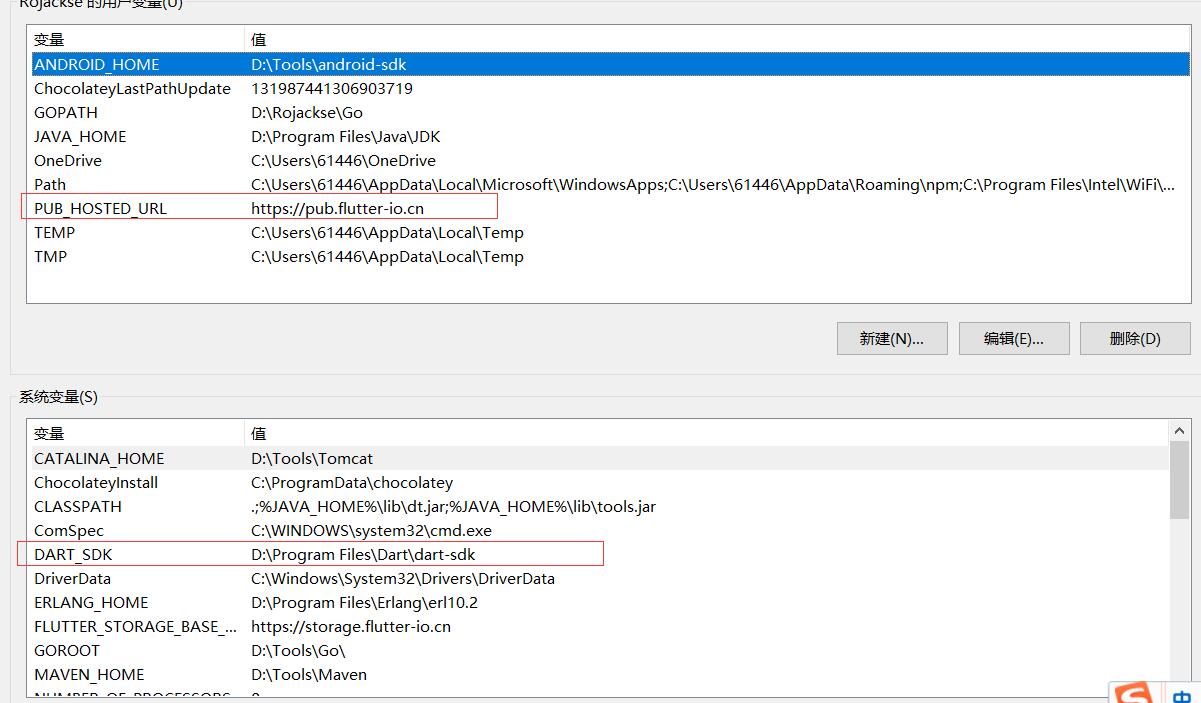 Rojackse 的用户变量(U)
变量 值
ANDROID_HOME D:\Tools\android-sdk
ChocolateyLastPathUpdate 131987441306903719
GOPATH D:\Rojackse\Go
JAVA_HOME D:\Program Files\Java\JDK
OneDrive C:\Users\61446\OneDrive
Path C:\Users\61446\AppData\Local\Microsoft\WindowsApps;C:\Users\61446\AppData\Roaming\npm;C:\Program Files\Intel\WiFi\...
PUB_HOSTED_URL https://pub.flutter-io.cn
TEMP C:\Users\61446\AppData\Local\Temp
TMP C:\Users\61446\AppData\Local\Temp
新建(N)... 编辑(E)... 删除(D)
系统变量(S)
变量 值
CATALINA_HOME D:\Tools\Tomcat
ChocolateyInstall C:\ProgramData\chocolatey
CLASSPATH .;%JAVA_HOME%\lib\dt.jar;%JAVA_HOME%\lib\tools.jar
ComSpec C:\WINDOWS\system32\cmd.exe
DART_SDK D:\Program Files\Dart\dart-sdk
DriverData C:\Windows\System32\Drivers\DriverData
ERLANG_HOME D:\Program Files\Erlang\erl10.2
FLUTTER_STORAGE_BASE_... https://storage.flutter-io.cn
GOROOT D:\Tools\Go\
MAVEN_HOME D:\Tools\Maven
NUMBER_OF_PROCESSORS
中